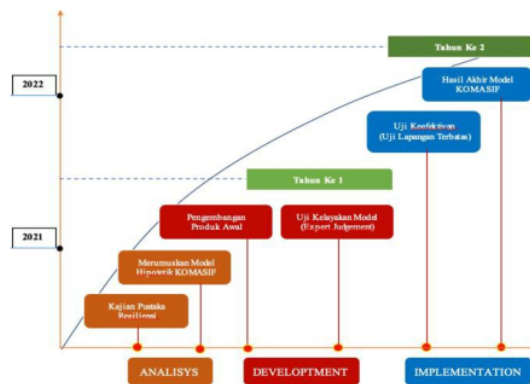 Tahun Ke 2
2022
Hasil Akhir Model
KOMASIF
Uji Keefektivan
(Uji Lapangan Terbatas)
Tahun Ke 1
Pengembangan
Produk Awal
Uji Kelayakan Model
(Expert Judgement)
2021
Merumuskan Model
Hipotetik KOMASIF
Kajian Pustaka
Resiliensi
ANALISYS
DEVELOPTMENT
IMPLEMENTATION